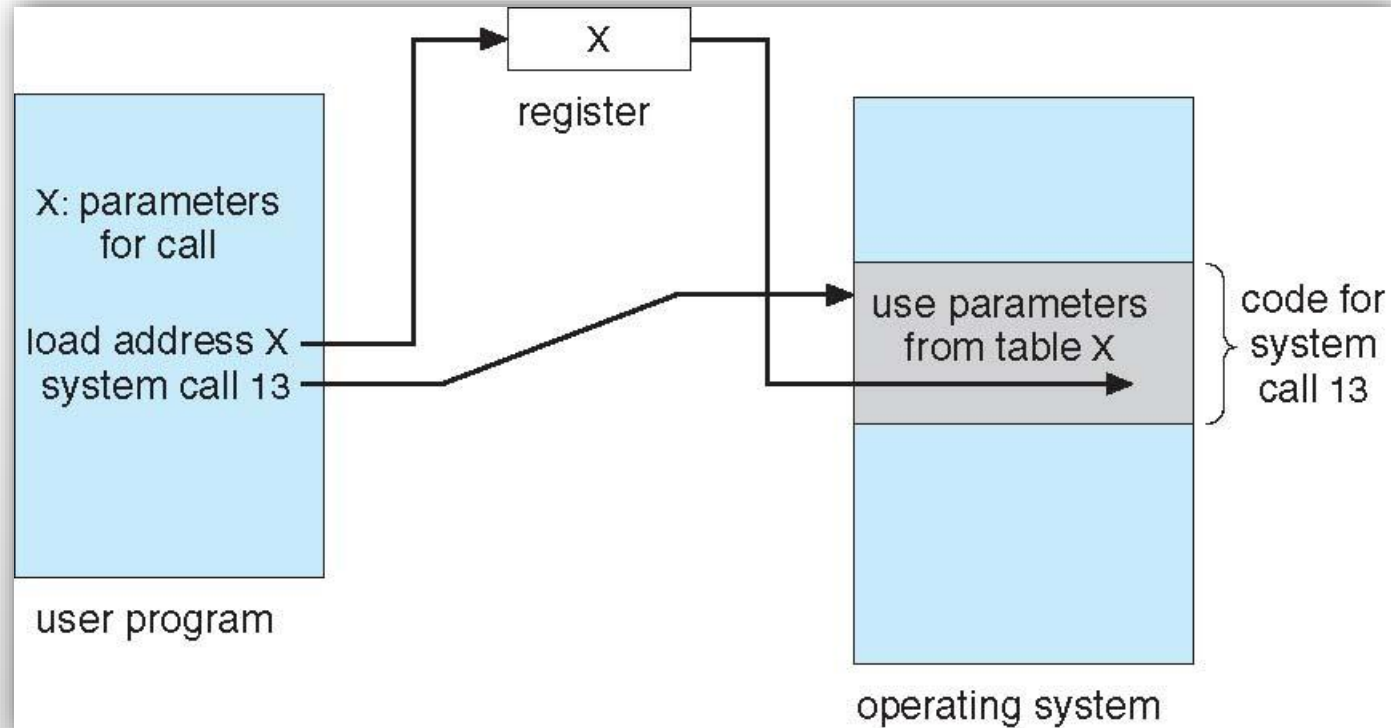 X
register
X: parameters
for call
load address X
system call 13
user program
use parameters
from table X
code for
system
call 13
operating system